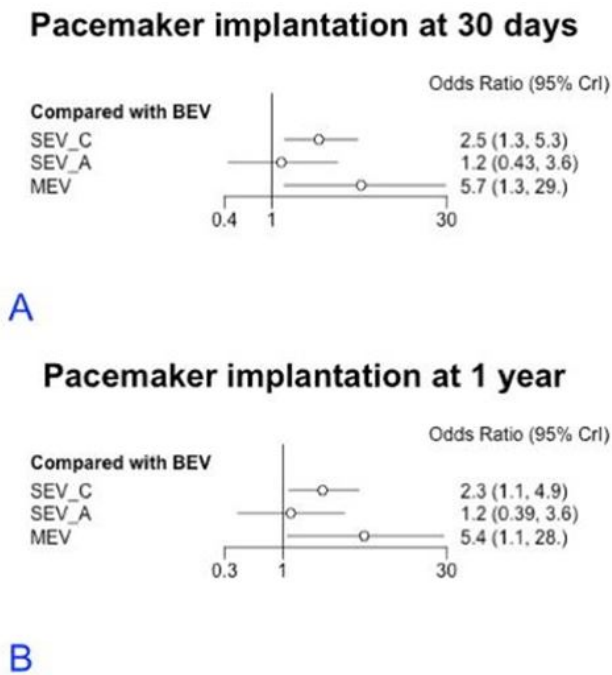 Pacemaker implantation at 30 days
Odds Ratio (95% CrI)
Compared with BEV
SEV_C 2.5 (1.3, 5.3)
SEV_A 1.2 (0.43, 3.6)
MEV 5.7 (1.3, 29.)
0.4 1 30
A
Pacemaker implantation at 1 year
Odds Ratio (95% CrI)
Compared with BEV
SEV_C 2.3 (1.1, 4.9)
SEV_A 1.2 (0.39, 3.6)
MEV 5.4 (1.1, 28.)
0.3 1 30
B